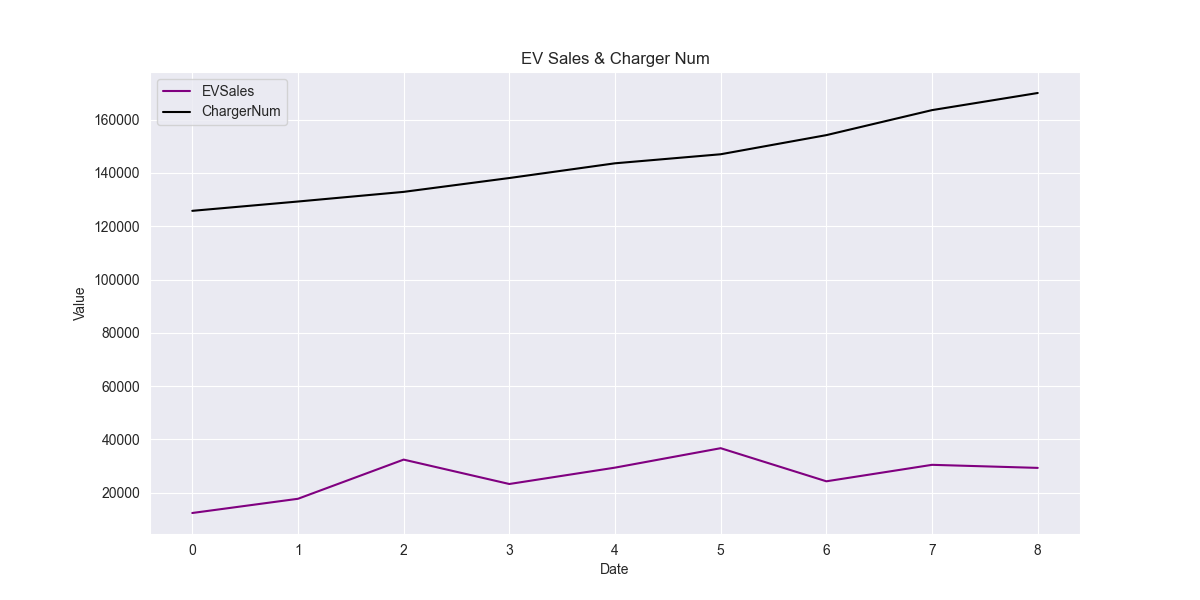 EV Sales & Charger Num
EVSales
ChargerNum
160000
140000
120000
100000
80000
60000
40000
20000
Value
0 1 2 3 4 5 6 7 8
Date